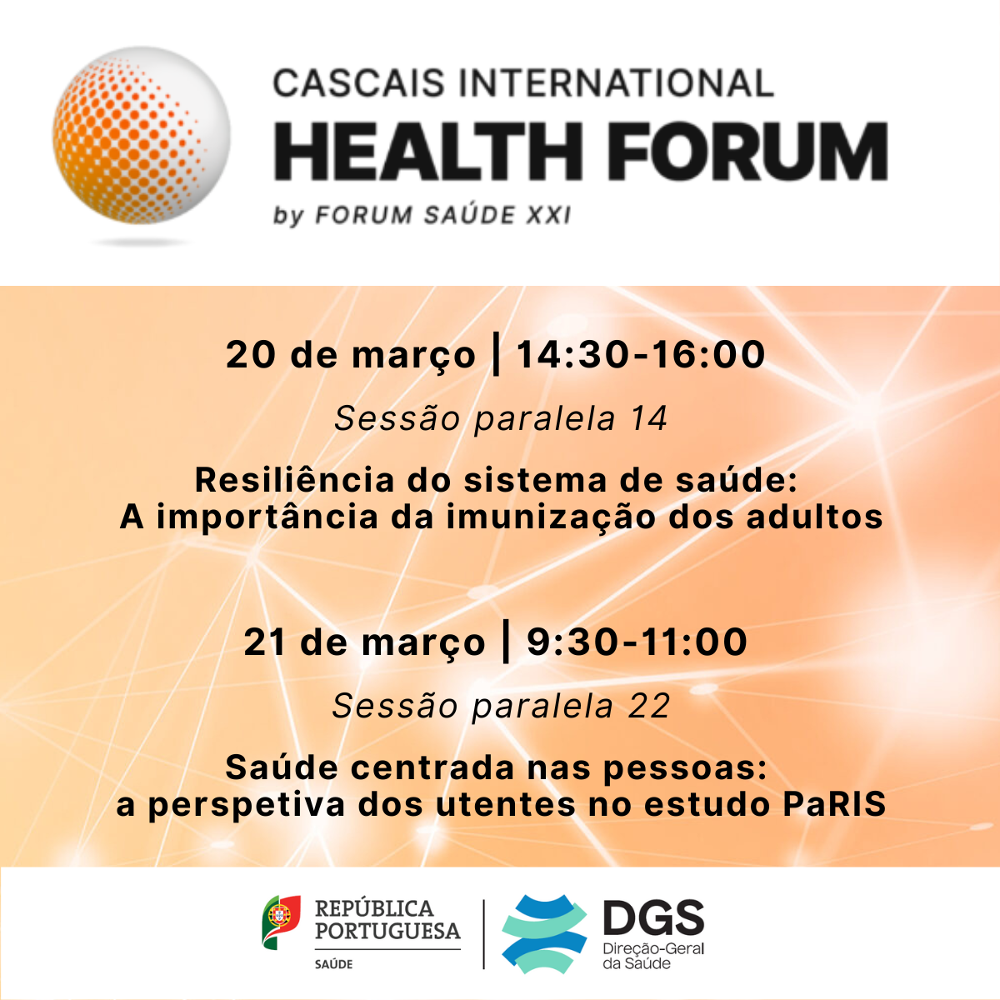 CASCAIS INTERNATIONAL
HEALTH FORUM
by FORUM SAÚDE XXI
20 de março | 14:30-16:00
Sessão paralela 14
Resiliência do sistema de saúde:
A importância da imunização dos adultos
21 de março | 9:30-11:00
Sessão paralela 22
Saúde centrada nas pessoas:
a perspetiva dos utentes no estudo PaRIS
REPÚBLICA
PORTUGUESA
SAÚDE
DGS
Direção-Geral
da Saúde